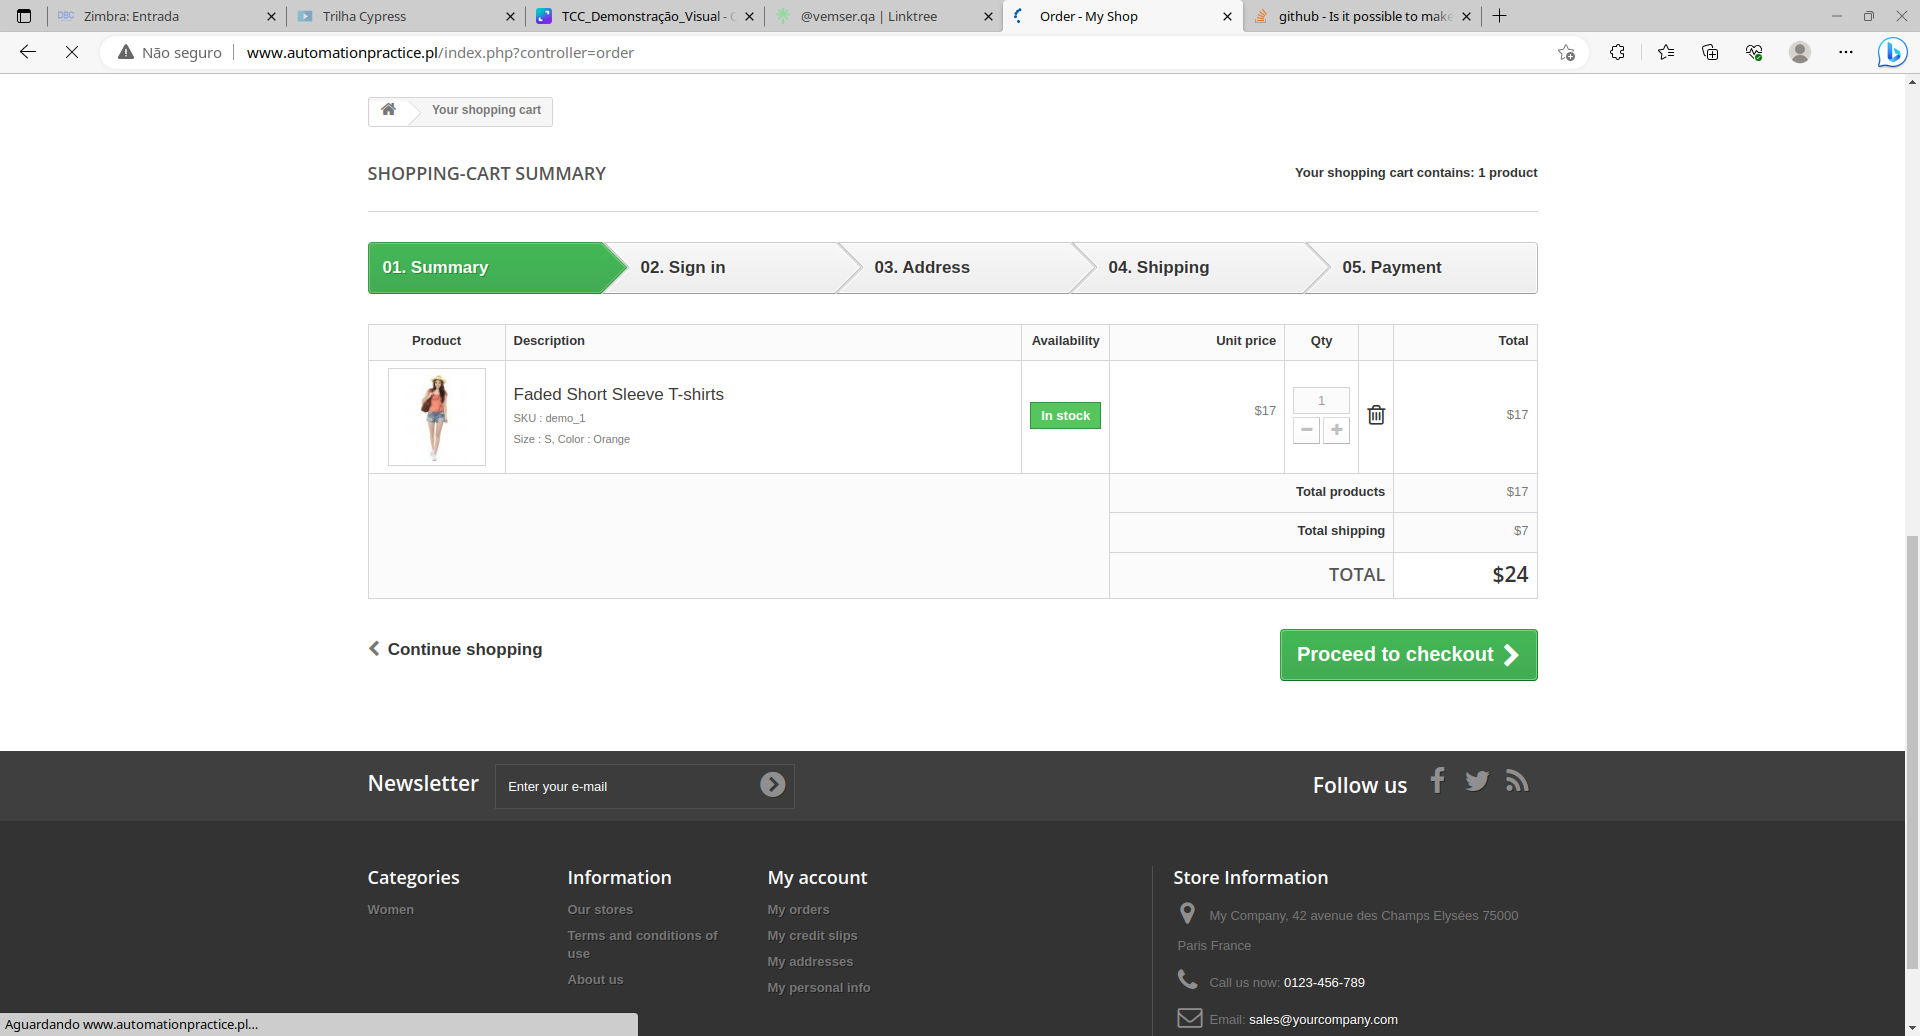 DBC Zimbra: Entrada
Trilha Cypress
TCC_Demonstração_Visual -
@vemser.qa | Linktree
Order - My Shop
github - Is it possible to make
Não seguro
www.automationpractice.pl/index.php?controller=order
Your shopping cart
SHOPPING-CART SUMMARY
Your shopping cart contains: 1 product
01. Summary
02. Sign in
03. Address
04. Shipping
05. Payment
Product Description Availability Unit price Qty Total
Faded Short Sleeve T-shirts
SKU : demo_1
Size : S, Color : Orange
In stock
$17
1
$17
Total products $17
Total shipping $7
TOTAL $24
Continue shopping
Proceed to checkout
Newsletter
Enter your e-mail
Follow us
Categories
Women
Information
Our stores
Terms and conditions of
use
About us
My account
My orders
My credit slips
My addresses
My personal info
Store Information
My Company, 42 avenue des Champs Elysées 75000
Paris France
Call us now: 0123-456-789
Email: sales@yourcompany.com
Aguardando www.automationpractice.pl...